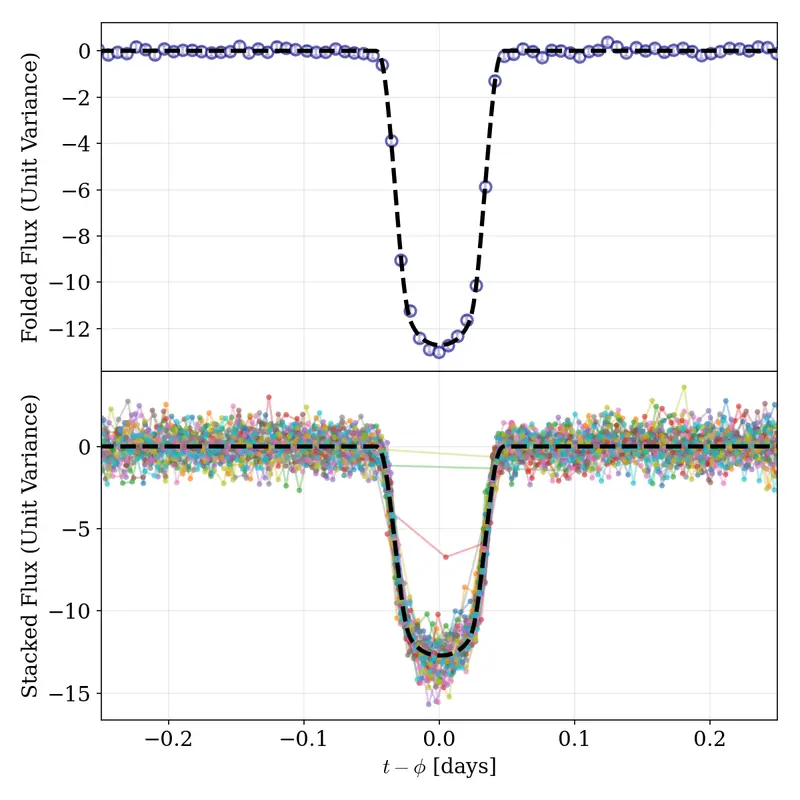 Folded Flux (Unit Variance)
0
−2
−4
−6
−8
−10
−12
Stacked Flux (Unit Variance)
0
−5
−10
−15
−0.2 −0.1 0.0 0.1 0.2
t − ϕ [days]